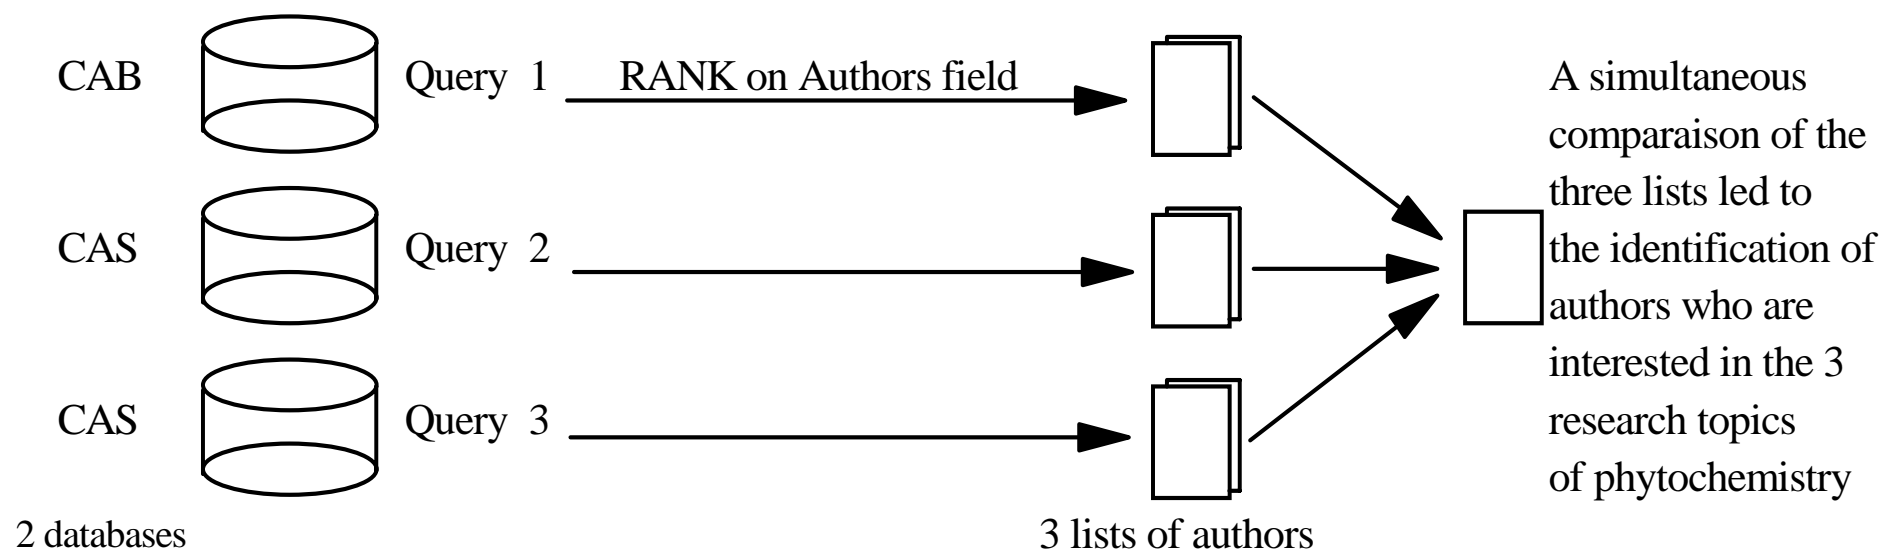 CAB Query 1 RANK on Authors field
CAS Query 2
CAS Query 3
2 databases
3 lists of authors
A simultaneous
comparaison of the
three lists led to
the identification of
authors who are
interested in the 3
research topics
of phytochemistry